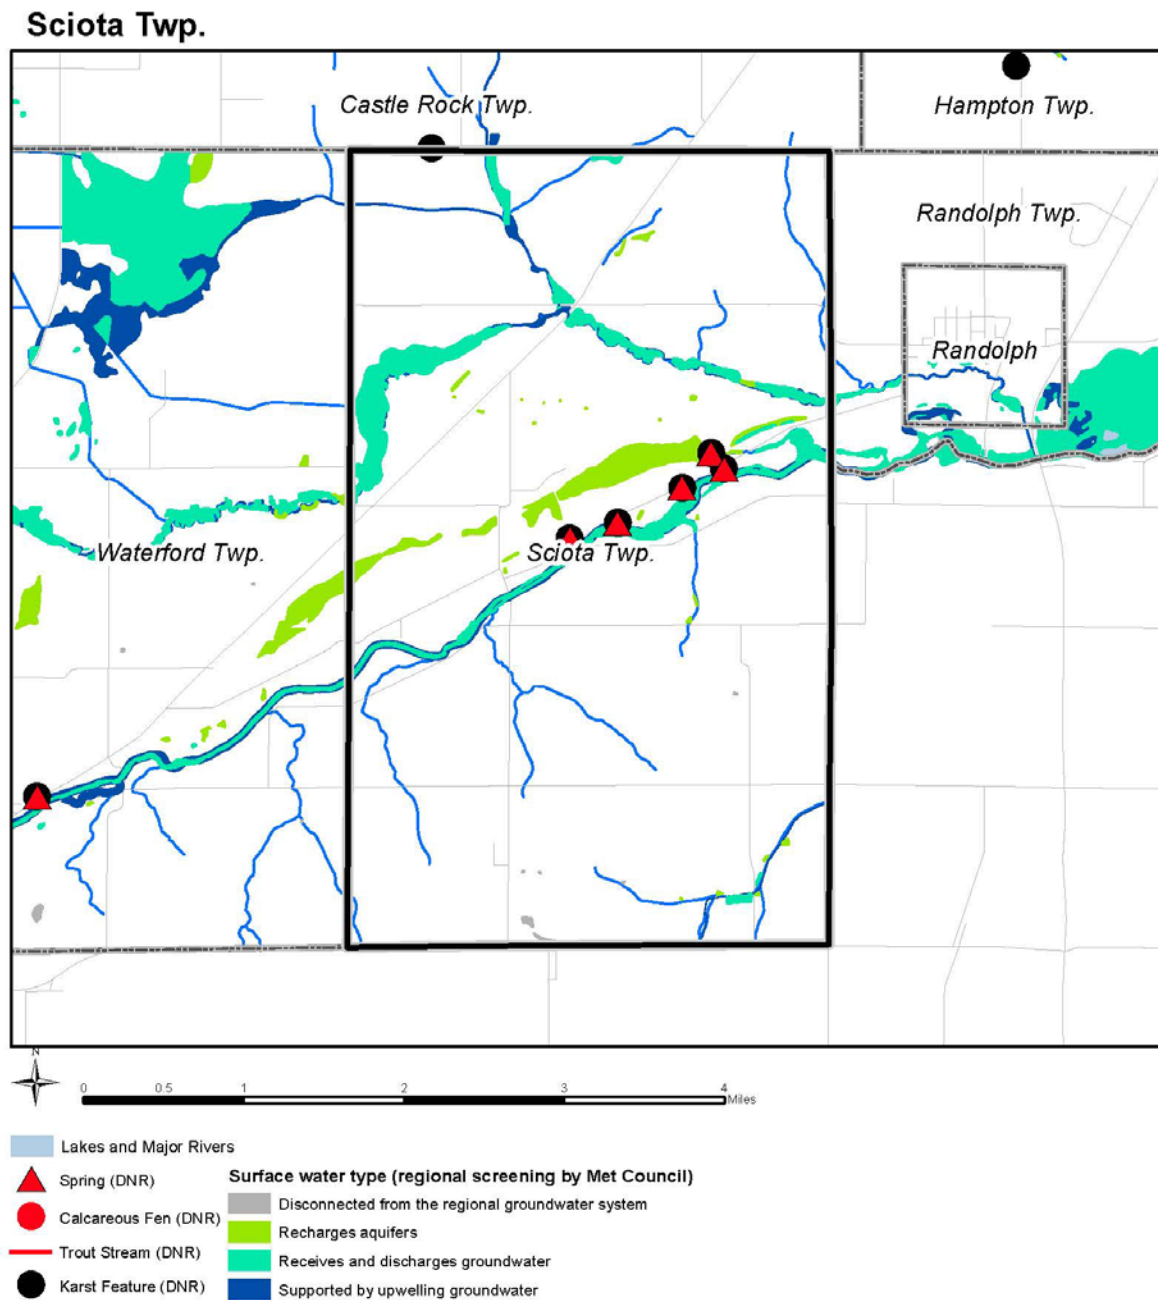 Sciota Twp.
Castle Rock Twp.
Hampton Twp.
Randolph Twp.
Randolph
Waterford Twp.
Sciota Twp.
N
0 0.5 1 2 3 4
Miles
Lakes and Major Rivers
Spring (DNR)
Calcareous Fen (DNR)
Trout Stream (DNR)
Karst Feature (DNR)
Surface water type (regional screening by Met Council)
Disconnected from the regional groundwater system
Recharges aquifers
Receives and discharges groundwater
Supported by upwelling groundwater